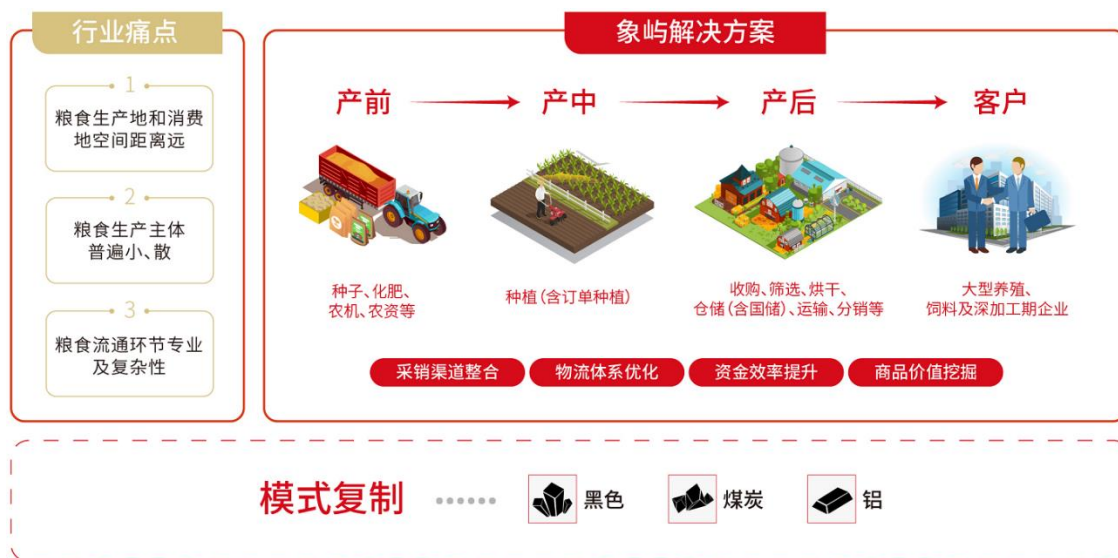 行业痛点
1
粮食生产地和消费
地空间距离远
2
粮食生产主体
普遍小、散
3
粮食流通环节专业
及复杂性
象屿解决方案
产前
产中
产后
客户
种子、化肥、
农机、农资等
种植(含订单种植)
收购、筛选、烘干、
仓储(含国储)、运输、分销等
大型养殖、
饲料及深加工期企业
采销渠道整合
物流体系优化
资金效率提升
商品价值挖掘
模式复制
黑色
煤炭
铝